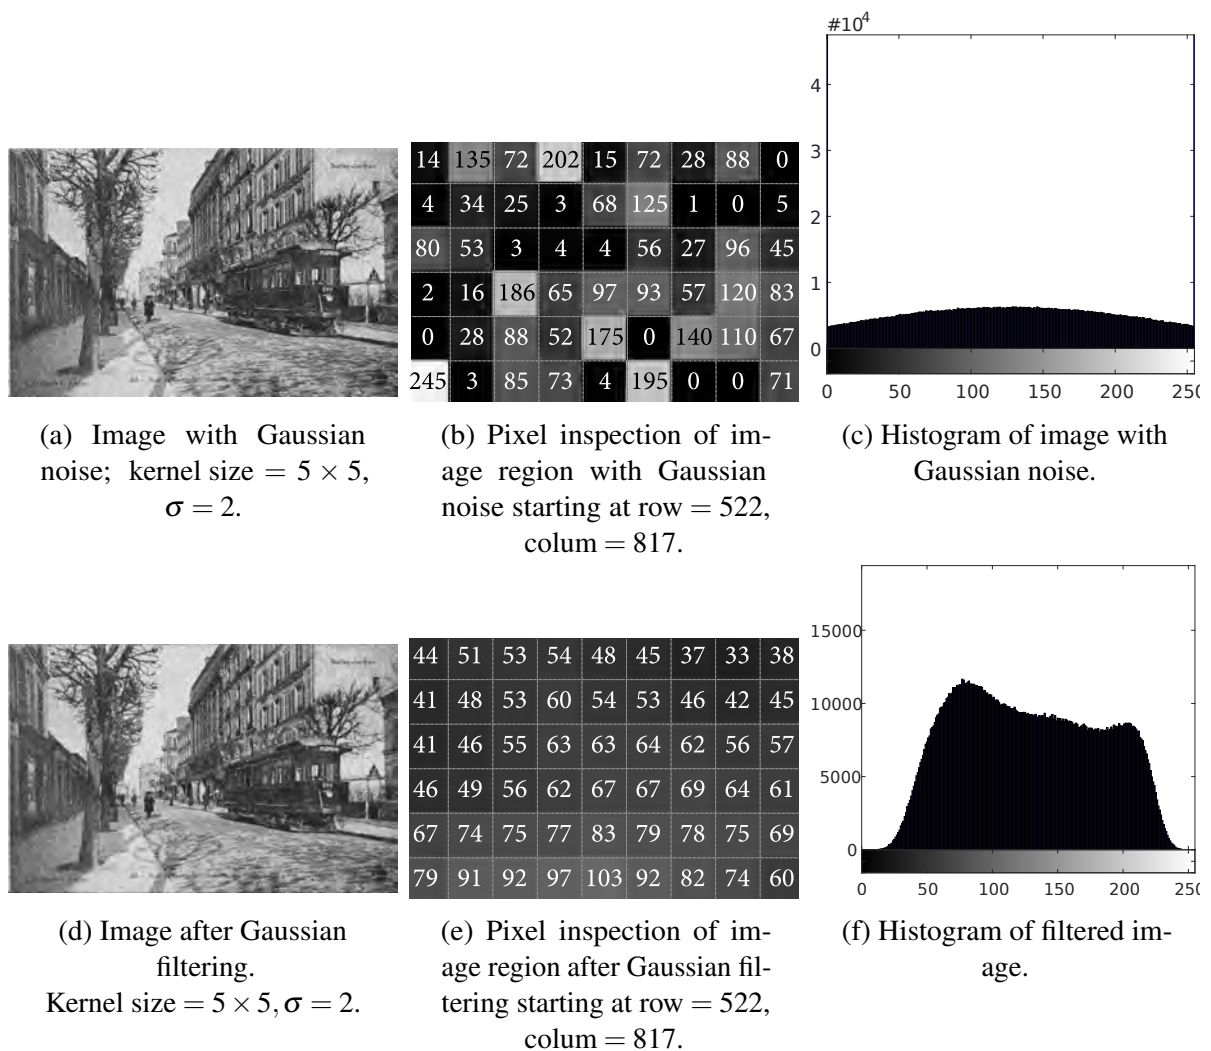 #10^4
4
3
2
1
0
0 50 100 150 200 250
14 135 72 202 15 72 28 88 0
4 34 25 3 68 125 1 0 5
80 53 3 4 4 56 27 96 45
2 16 186 65 97 93 57 120 83
0 28 88 52 175 0 140 110 67
245 3 85 73 4 195 0 0 71
(a) Image with Gaussian
noise; kernel size = 5 × 5,
σ = 2.
(b) Pixel inspection of im-
age region with Gaussian
noise starting at row = 522,
colum = 817.
(c) Histogram of image with
Gaussian noise.
44 51 53 54 48 45 37 33 38
41 48 53 60 54 53 46 42 45
41 46 55 63 63 64 62 56 57
46 49 56 62 67 67 69 64 61
67 74 75 77 83 79 78 75 69
79 91 92 97 103 92 82 74 60
15000
10000
5000
0
0 50 100 150 200 250
(d) Image after Gaussian
filtering.
Kernel size = 5 × 5, σ = 2.
(e) Pixel inspection of im-
age region after Gaussian fil-
tering starting at row = 522,
colum = 817.
(f) Histogram of filtered im-
age.